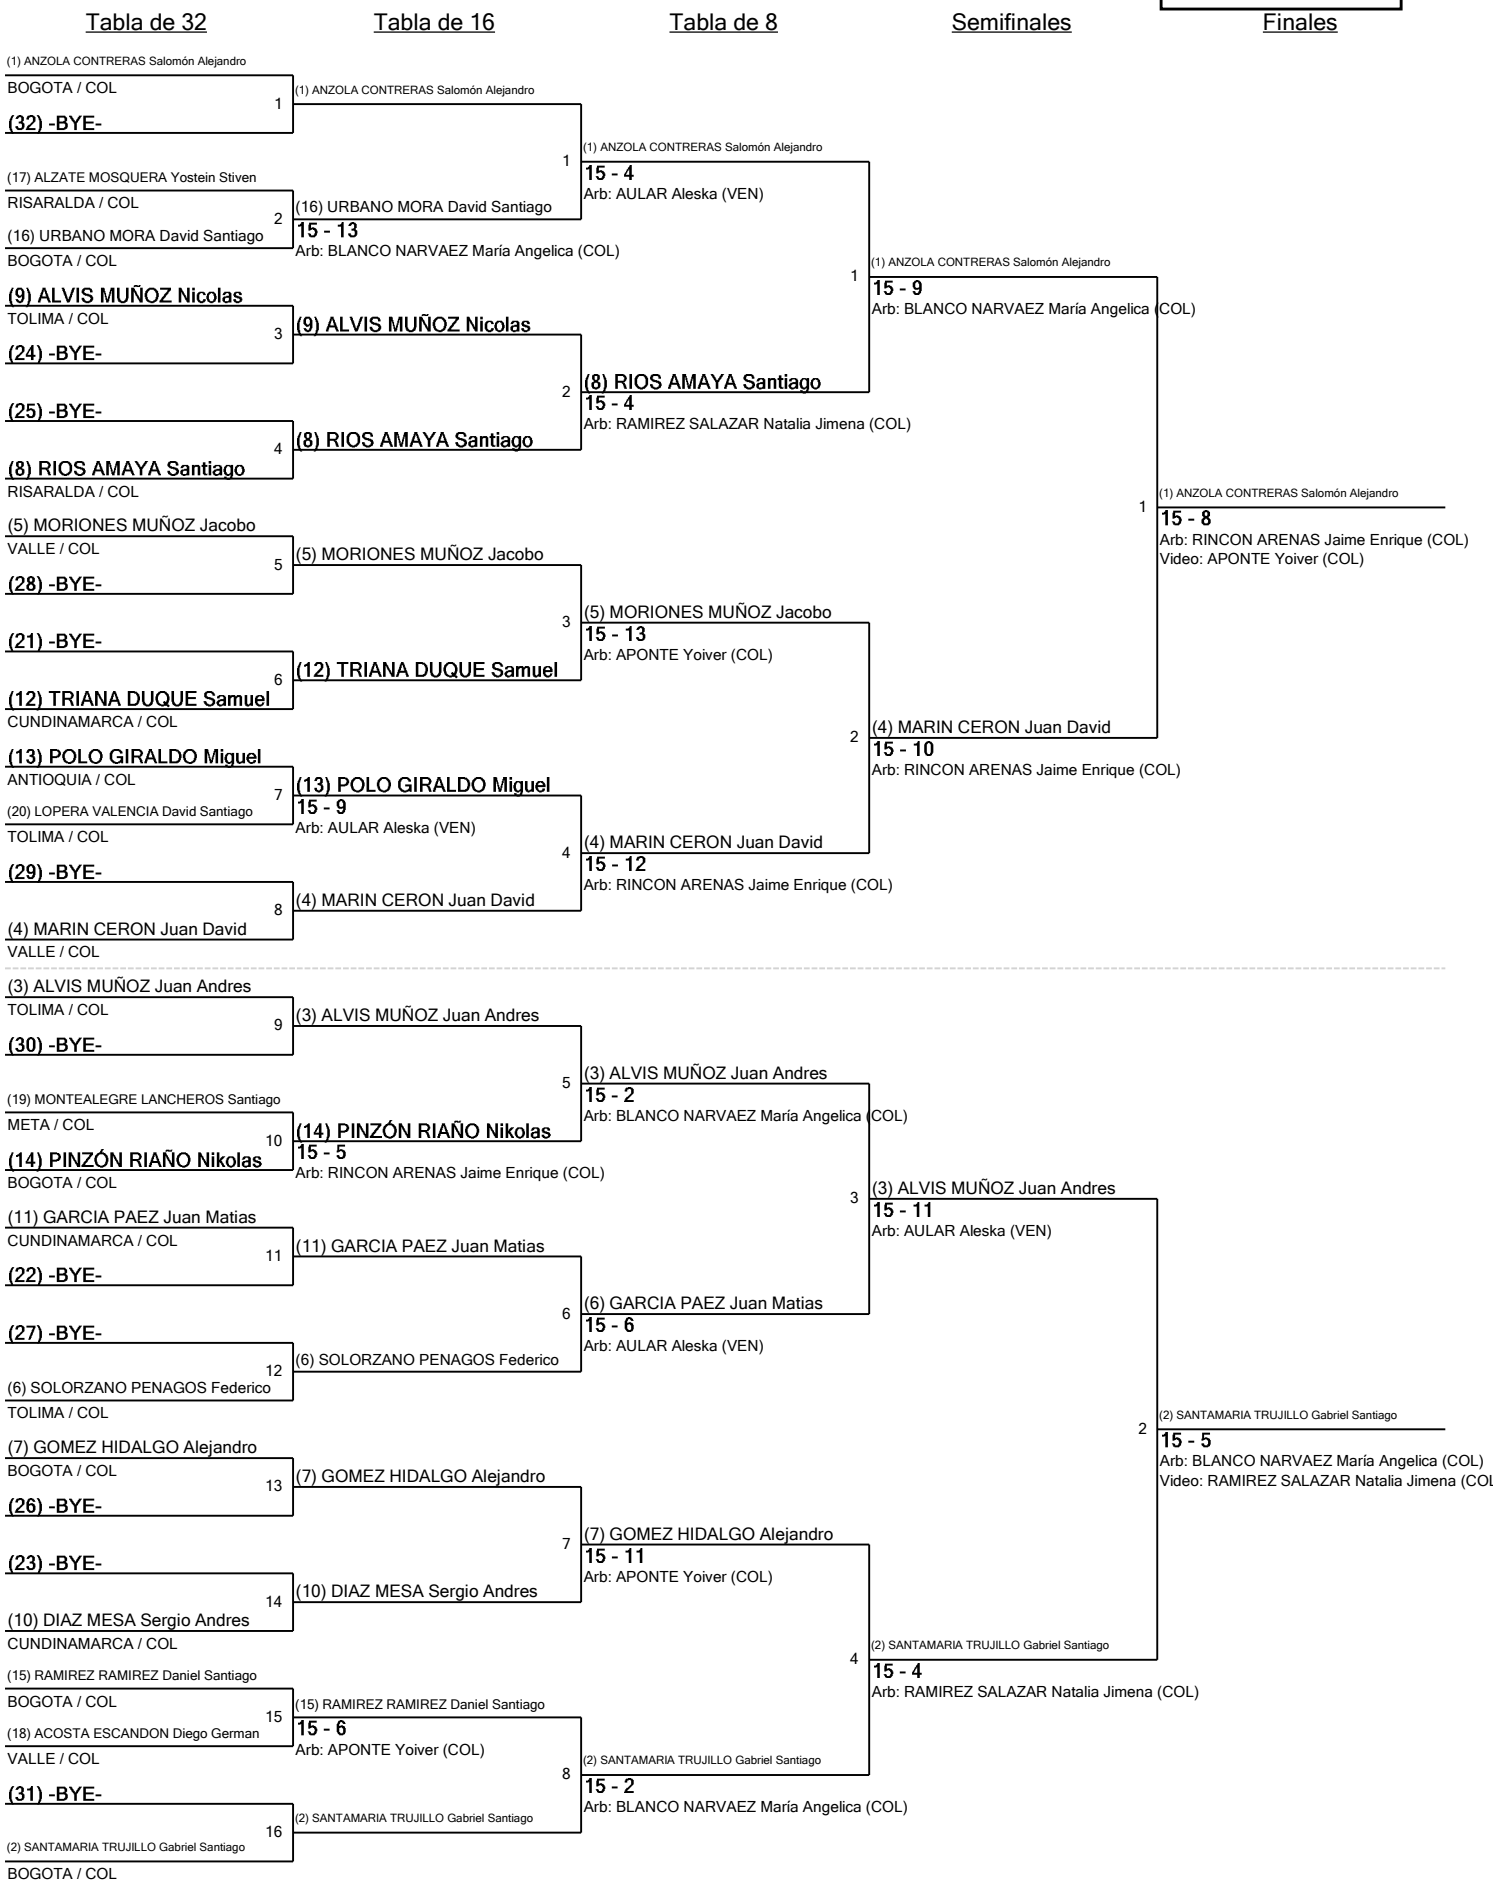 Tabla de 32
Tabla de 16
Tabla de 8
Semifinales
Finales
(1) ANZOLA CONTRERAS Salomón Alejandro
BOGOTA / COL
1
(32) -BYE-
(17) ALZATE MOSQUERA Yostein Stiven
RISARALDA / COL
2
(16) URBANO MORA David Santiago
BOGOTA / COL
(9) ALVIS MUÑOZ Nicolas
TOLIMA / COL
3
(24) -BYE-
(25) -BYE-
4
(8) RIOS AMAYA Santiago
RISARALDA / COL
(5) MORIONES MUÑOZ Jacobo
VALLE / COL
5
(28) -BYE-
(21) -BYE-
6
(12) TRIANA DUQUE Samuel
CUNDINAMARCA / COL
(13) POLO GIRALDO Miguel
ANTIOQUIA / COL
7
(20) LOPERA VALENCIA David Santiago
TOLIMA / COL
(29) -BYE-
8
(4) MARIN CERON Juan David
VALLE / COL
(3) ALVIS MUÑOZ Juan Andres
TOLIMA / COL
9
(30) -BYE-
(19) MONTEALEGRE LANCHEROS Santiago
META / COL
10
(14) PINZÓN RIAÑO Nikolas
BOGOTA / COL
(11) GARCIA PAEZ Juan Matias
CUNDINAMARCA / COL
11
(22) -BYE-
(27) -BYE-
12
(6) SOLORZANO PENAGOS Federico
TOLIMA / COL
(7) GOMEZ HIDALGO Alejandro
BOGOTA / COL
13
(26) -BYE-
(23) -BYE-
14
(10) DIAZ MESA Sergio Andres
CUNDINAMARCA / COL
(15) RAMIREZ RAMIREZ Daniel Santiago
BOGOTA / COL
15
(18) ACOSTA ESCANDON Diego German
VALLE / COL
(31) -BYE-
16
(2) SANTAMARIA TRUJILLO Gabriel Santiago
BOGOTA / COL
(1) ANZOLA CONTRERAS Salomón Alejandro
1
(16) URBANO MORA David Santiago
15 - 13
Arb: BLANCO NARVAEZ María Angelica (COL)
(9) ALVIS MUÑOZ Nicolas
2
(8) RIOS AMAYA Santiago
(5) MORIONES MUÑOZ Jacobo
3
(12) TRIANA DUQUE Samuel
(13) POLO GIRALDO Miguel
15 - 9
Arb: AULAR Aleska (VEN)
4
(4) MARIN CERON Juan David
(3) ALVIS MUÑOZ Juan Andres
5
(14) PINZÓN RIAÑO Nikolas
15 - 5
Arb: RINCON ARENAS Jaime Enrique (COL)
(11) GARCIA PAEZ Juan Matias
6
(6) SOLORZANO PENAGOS Federico
(7) GOMEZ HIDALGO Alejandro
7
(10) DIAZ MESA Sergio Andres
(15) RAMIREZ RAMIREZ Daniel Santiago
15 - 6
Arb: APONTE Yoiver (COL)
8
(2) SANTAMARIA TRUJILLO Gabriel Santiago
(1) ANZOLA CONTRERAS Salomón Alejandro
15 - 4
Arb: AULAR Aleska (VEN)
1
(8) RIOS AMAYA Santiago
15 - 4
Arb: RAMIREZ SALAZAR Natalia Jimena (COL)
(5) MORIONES MUÑOZ Jacobo
15 - 13
Arb: APONTE Yoiver (COL)
2
(4) MARIN CERON Juan David
15 - 12
Arb: RINCON ARENAS Jaime Enrique (COL)
(3) ALVIS MUÑOZ Juan Andres
15 - 2
Arb: BLANCO NARVAEZ María Angelica (COL)
3
(6) GARCIA PAEZ Juan Matias
15 - 6
Arb: AULAR Aleska (VEN)
(7) GOMEZ HIDALGO Alejandro
15 - 11
Arb: APONTE Yoiver (COL)
4
(2) SANTAMARIA TRUJILLO Gabriel Santiago
15 - 2
Arb: BLANCO NARVAEZ María Angelica (COL)
(1) ANZOLA CONTRERAS Salomón Alejandro
15 - 9
Arb: BLANCO NARVAEZ María Angelica (COL)
1
(4) MARIN CERON Juan David
15 - 10
Arb: RINCON ARENAS Jaime Enrique (COL)
(3) ALVIS MUÑOZ Juan Andres
15 - 11
Arb: AULAR Aleska (VEN)
2
(2) SANTAMARIA TRUJILLO Gabriel Santiago
15 - 4
Arb: RAMIREZ SALAZAR Natalia Jimena (COL)
(1) ANZOLA CONTRERAS Salomón Alejandro
15 - 8
Arb: RINCON ARENAS Jaime Enrique (COL)
Video: APONTE Yoiver (COL)
(2) SANTAMARIA TRUJILLO Gabriel Santiago
15 - 5
Arb: BLANCO NARVAEZ María Angelica (COL)
Video: RAMIREZ SALAZAR Natalia Jimena (COL